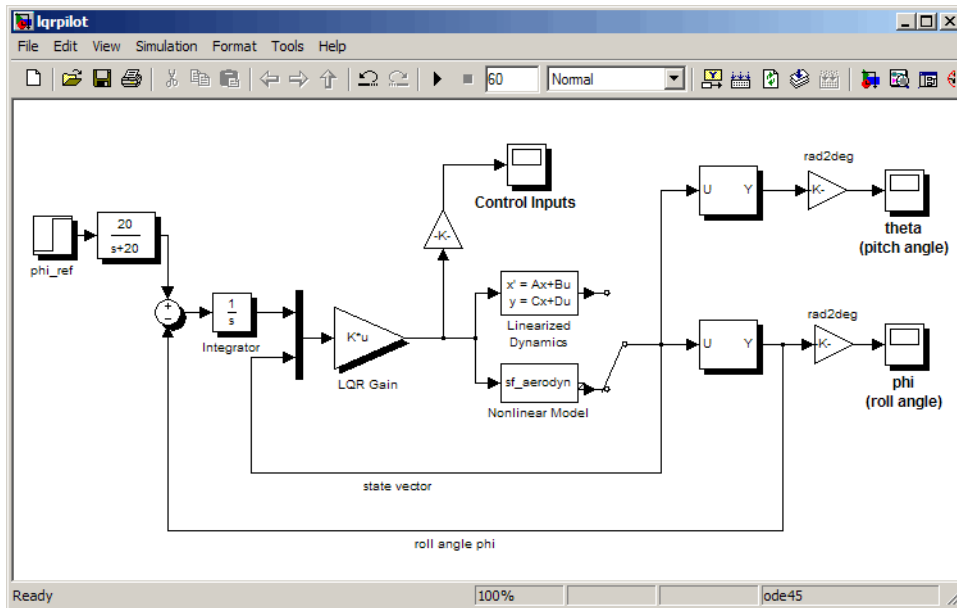 lqrpilot
File Edit View Simulation Format Tools Help
60 Normal
rad2deg
Control Inputs
U Y
K-
theta
(pitch angle)
phi_ref
20
s+20
-K-
+
−
1
s
Integrator
K*u
LQR Gain
x' = Ax+Bu
y = Cx+Du
Linearized
Dynamics
sf_aerodyn
2
Nonlinear Model
rad2deg
U Y
K-
phi
(roll angle)
state vector
roll angle phi
Ready 100% ode45